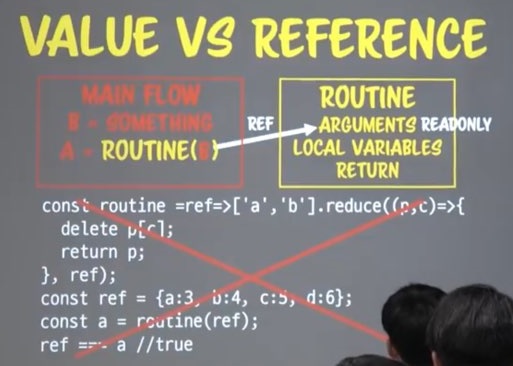 VALUE VS REFERENCE
MAIN FLOW
B = SOMETHING
A = ROUTINE(B)
REF
ROUTINE
ARGUMENTS READONLY
LOCAL VARIABLES
RETURN
const routine =ref=>['a','b'].reduce((p,c)=>{
delete p[c];
return p;
}, ref);
const ref = {a:3, b:4, c:5, d:6};
const a = routine(ref);
ref === a //true